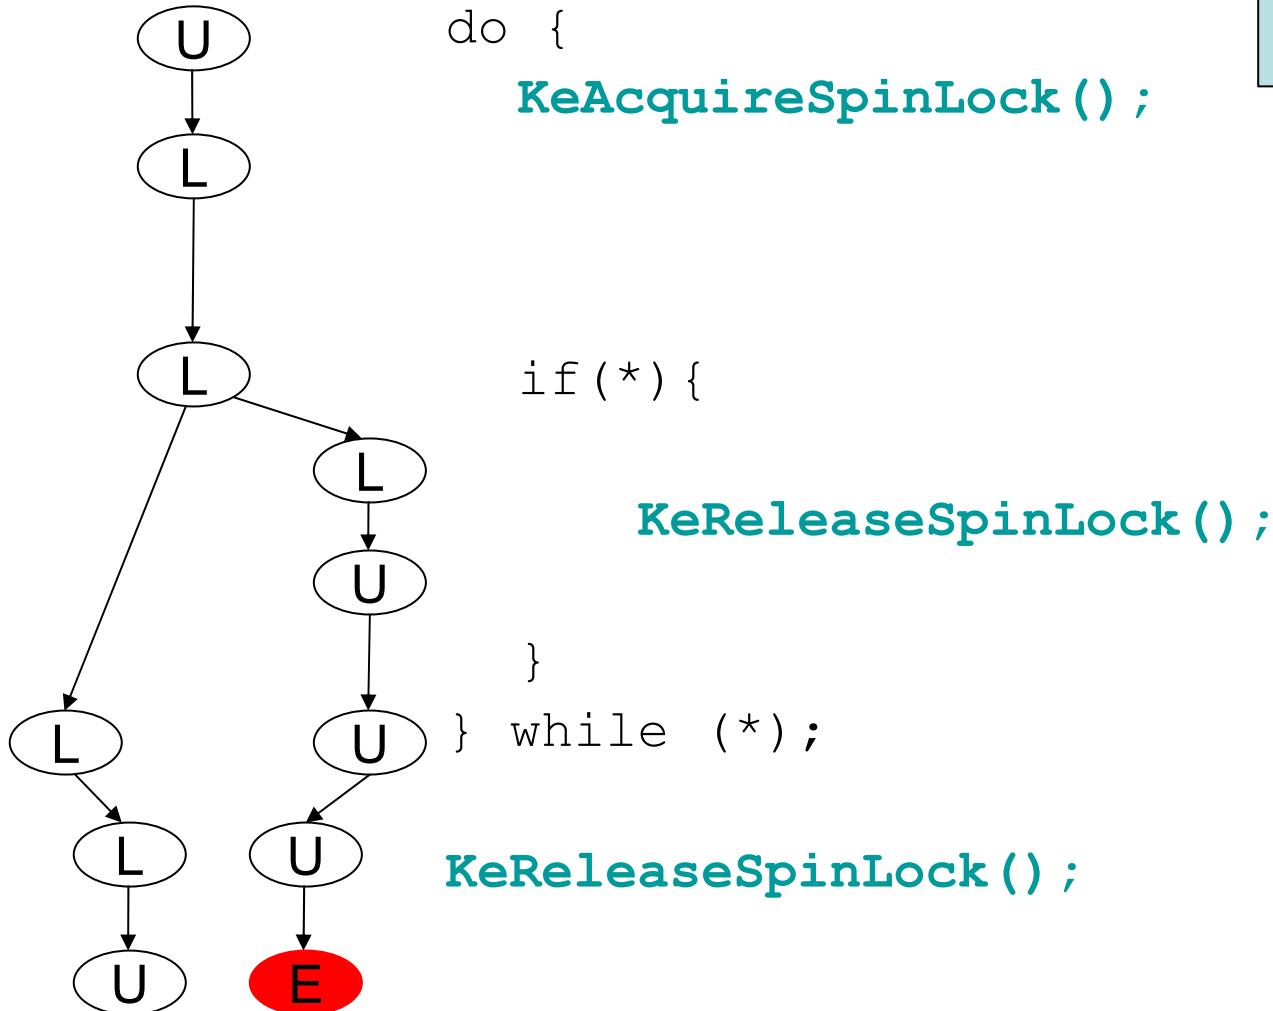 U
do {
KeAcquireSpinLock();
L
L
if(*){
L
KeReleaseSpinLock();
U
}
L
U
} while (*);
L
U
KeReleaseSpinLock();
U
E